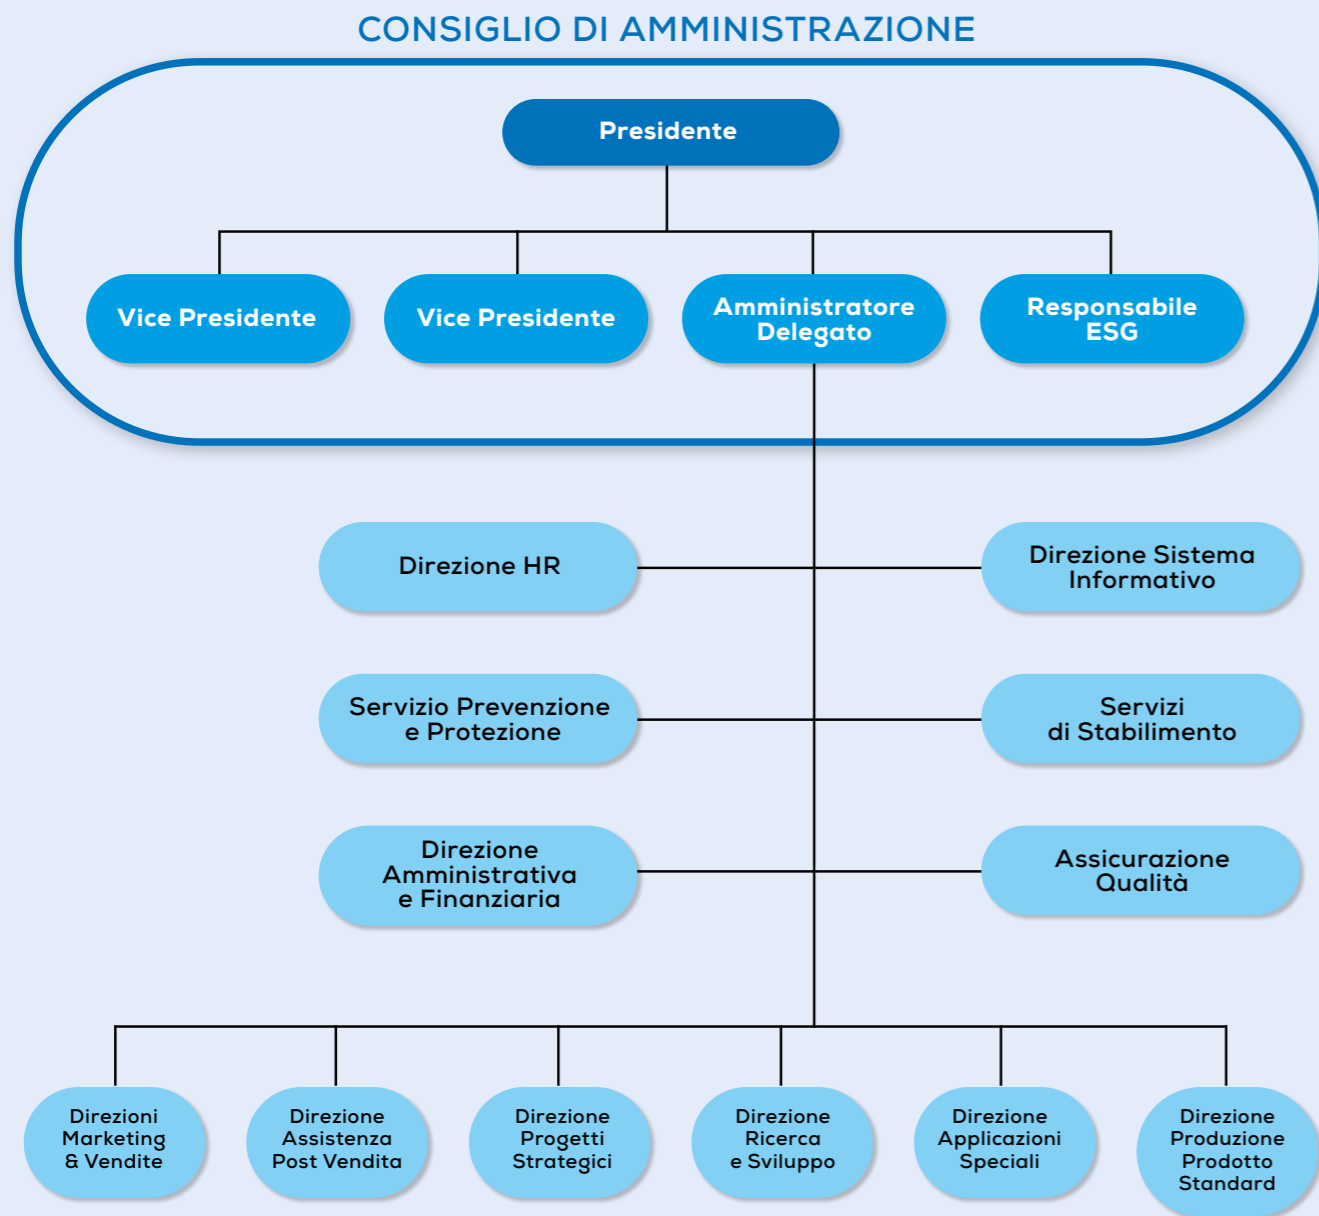 CONSIGLIO DI AMMINISTRAZIONE
Presidente
Vice Presidente
Vice Presidente
Amministratore
Delegato
Responsabile
ESG
Direzione HR
Direzione Sistema
Informativo
Servizio Prevenzione
e Protezione
Servizi
di Stabilimento
Direzione
Amministrativa
e Finanziaria
Assicurazione
Qualità
Direzioni
Marketing
& Vendite
Direzione
Assistenza
Post Vendita
Direzione
Progetti
Strategici
Direzione
Ricerca
e Sviluppo
Direzione
Applicazioni
Speciali
Direzione
Produzione
Prodotto
Standard